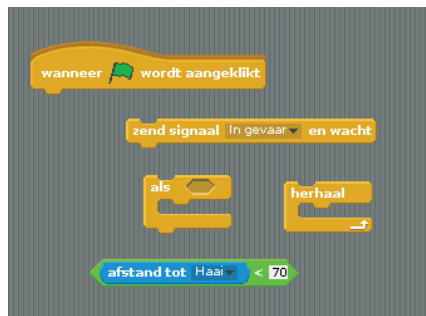 wanneer wordt aangeklikt
zend signaal In gevaar en wacht
als
herhaal
afstand tot Haai < 70